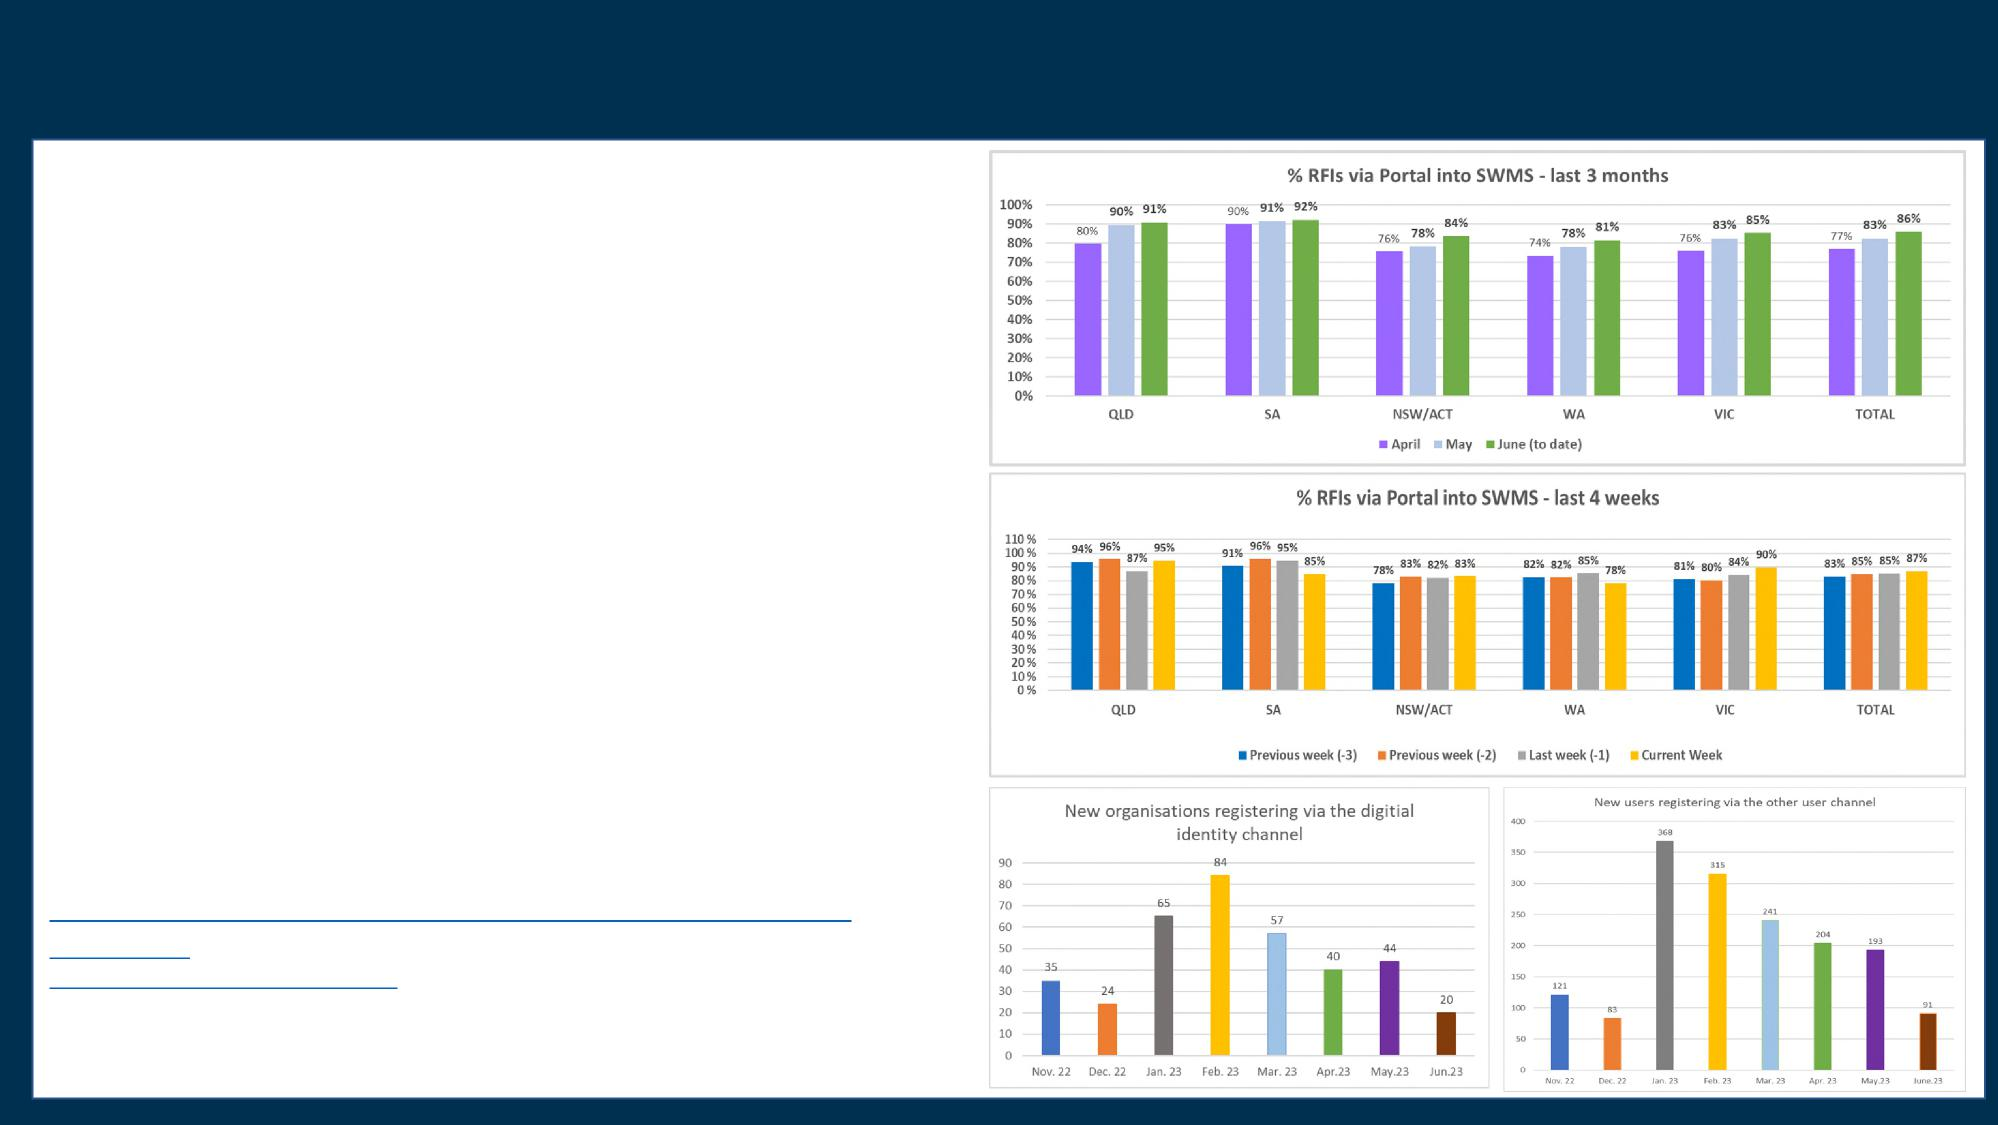 % RFIs via Portal into SWMS - last 3 months
100%
90%
80%
70%
60%
50%
40%
30%
20%
10%
0%
80% 90% 91%
90% 91% 92%
76% 78% 84%
74% 78% 81%
76% 83% 85%
77% 83% 86%
QLD SA NSW/ACT WA VIC TOTAL
April May June (to date)
% RFIs via Portal into SWMS - last 4 weeks
110 %
100 %
90 %
80 %
70 %
60 %
50 %
40 %
30 %
20 %
10 %
0 %
94% 96% 87% 95%
91% 96% 95% 85%
78% 83% 82% 83%
82% 82% 85% 78%
81% 80% 84% 90%
83% 85% 85% 87%
QLD SA NSW/ACT WA VIC TOTAL
Previous week (-3) Previous week (-2) Last week (-1) Current Week
New organisations registering via the digitial
identity channel
90
80
70
60
50
40
30
20
10
0
35 24 65 84 57 40 44 20
Nov. 22 Dec. 22 Jan. 23 Feb. 23 Mar. 23 Apr.23 May.23 Jun.23
New users registering via the other user channel
400
350
300
250
200
150
100
50
0
121 83 368 315 241 204 193 91
Nov. 22 Dec. 22 Jan. 23 Feb. 23 Mar. 23 Apr. 23 May.23 June.23